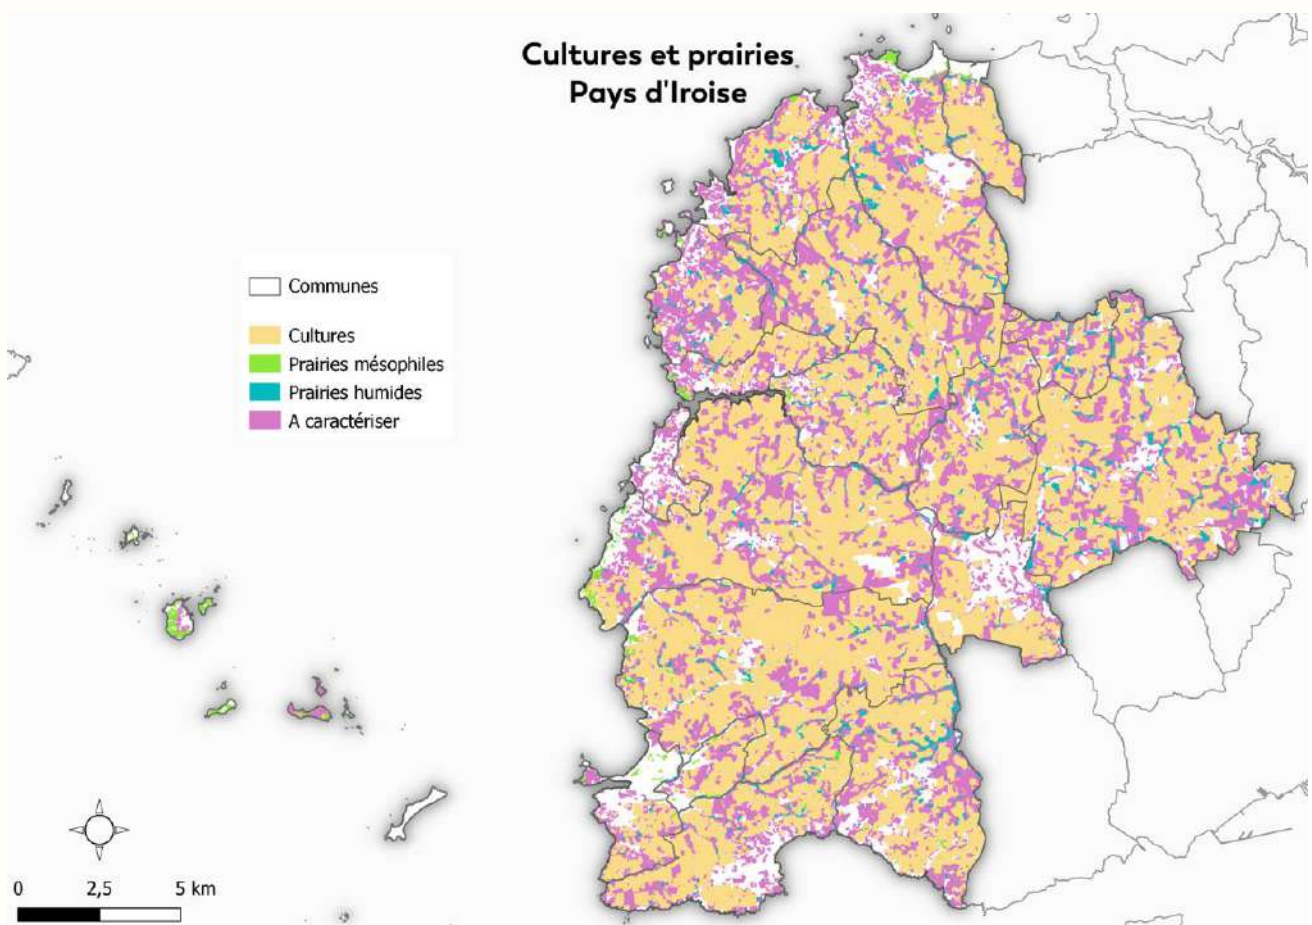 Cultures et prairies
Pays d'Iroise
Communes
Cultures
Prairies mésophiles
Prairies humides
A caractériser
0 2,5 5 km